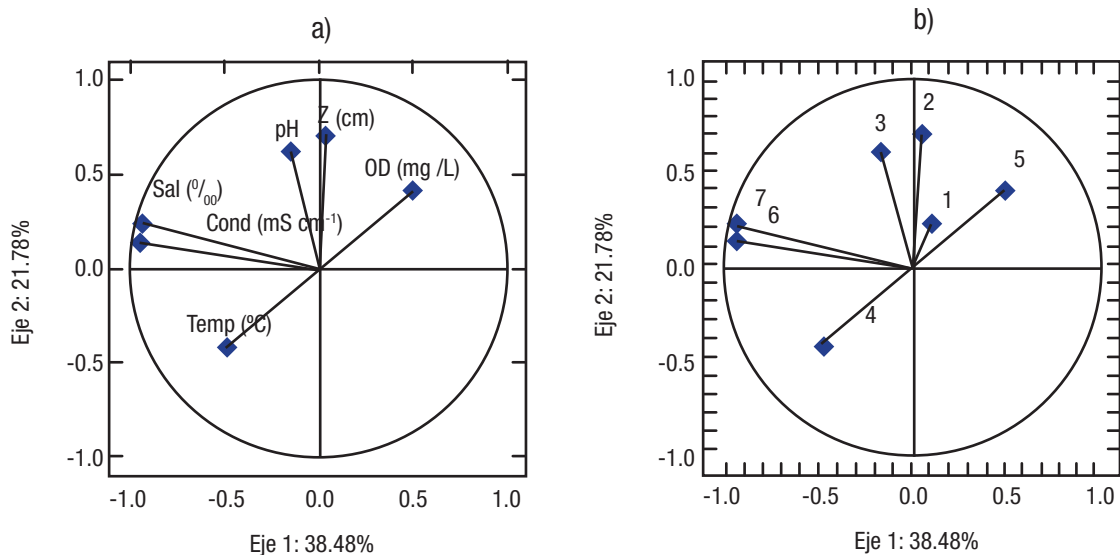 a)
1.0
0.5
0.0
-0.5
-1.0
-1.0 -0.5 0.0 0.5 1.0
Eje 2: 21.78%
Eje 1: 38.48%
pH
Z (cm)
OD (mg /L)
Sal (⁰/₀₀)
Cond (mS cm⁻¹)
Temp (ºC)
b)
1.0
0.5
0.0
-0.5
-1.0
-1.0 -0.5 0.0 0.5 1.0
Eje 2: 21.78%
Eje 1: 38.48%
2
3
5
1
7
6
4